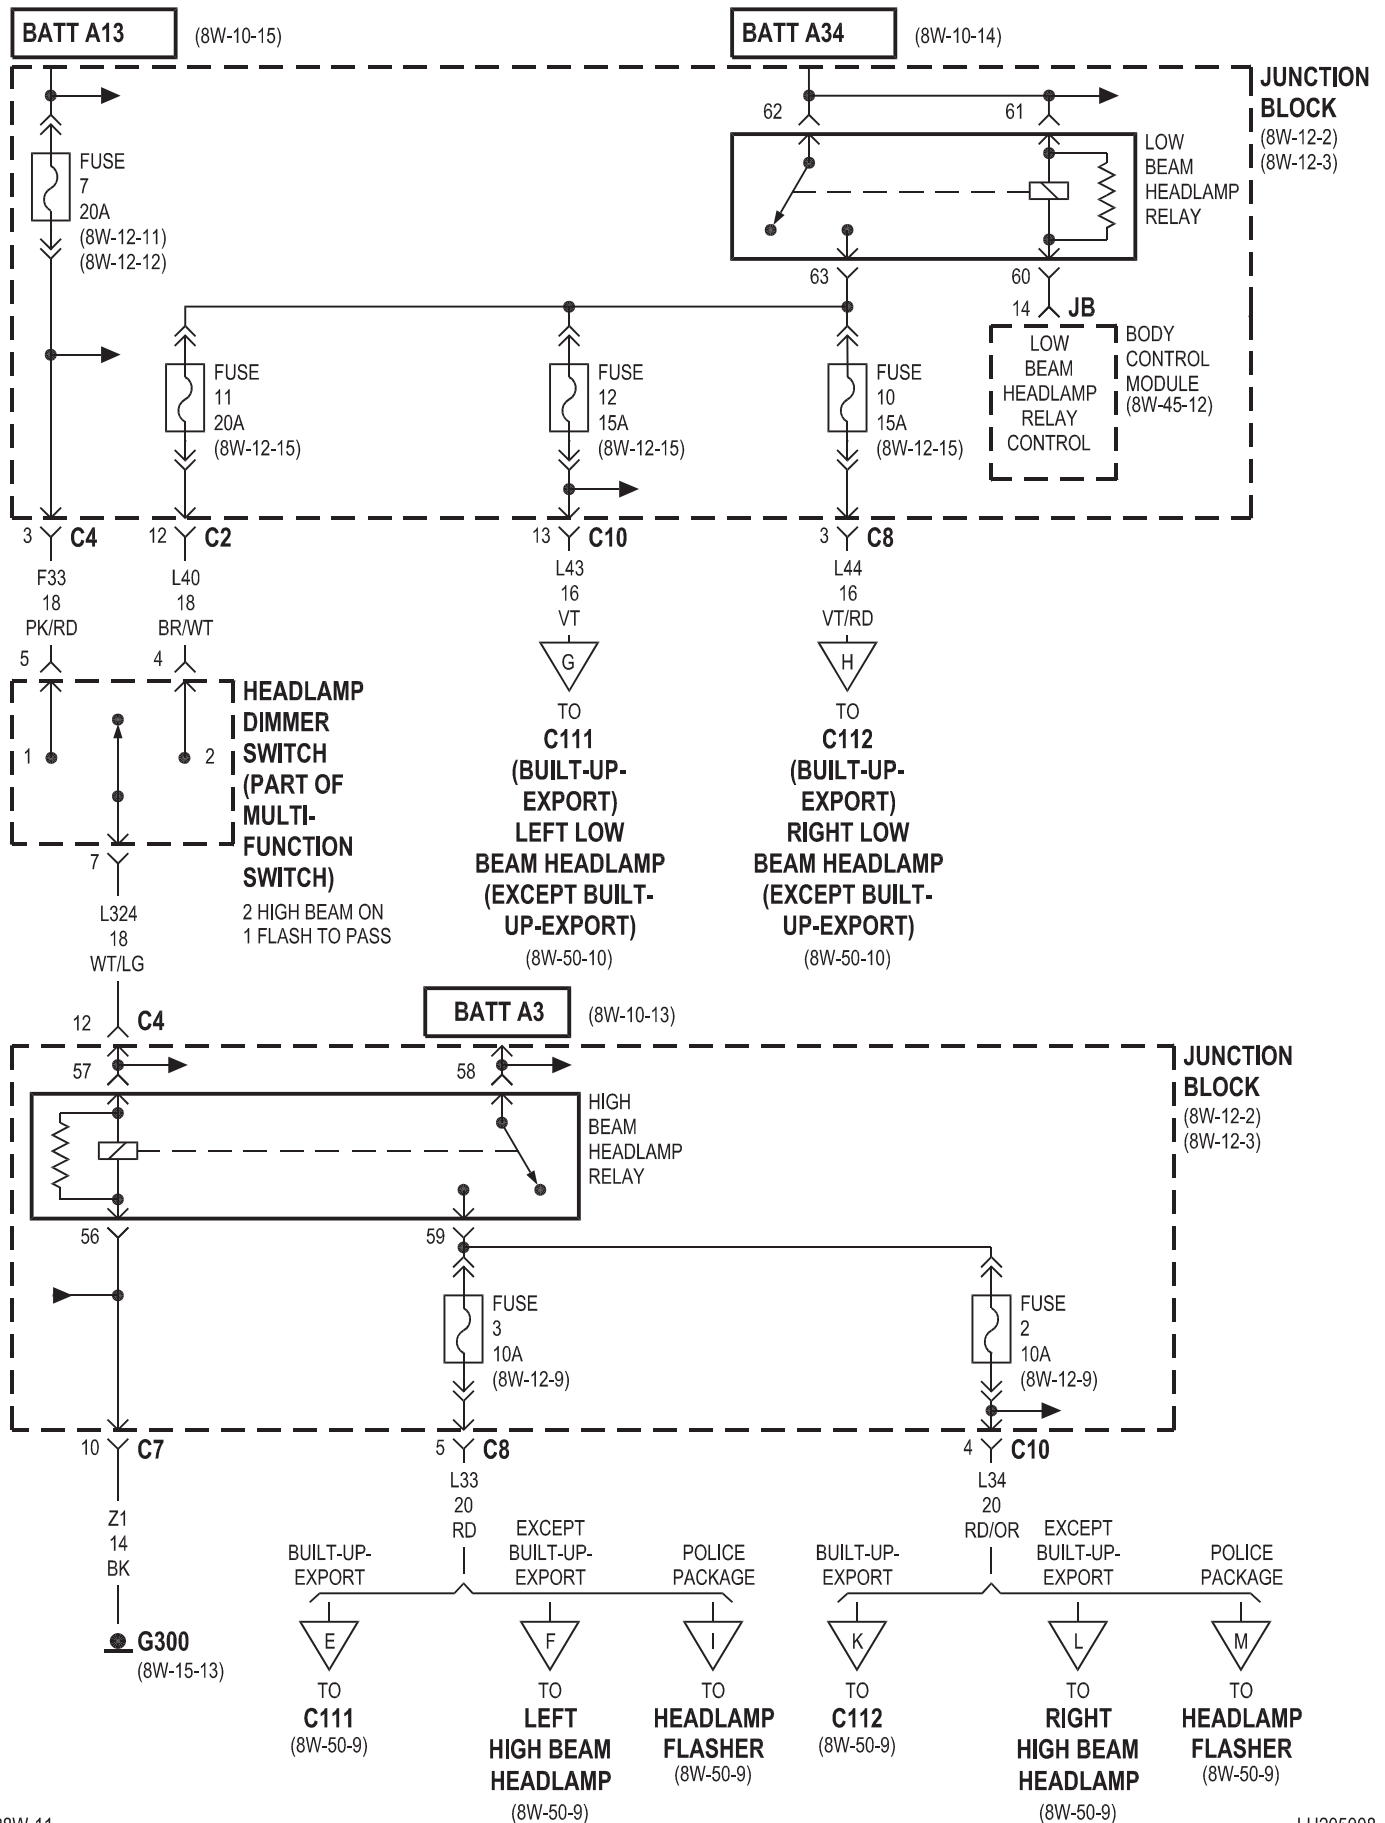 BATT A13
(8W-10-15)
BATT A34
(8W-10-14)
JUNCTION
BLOCK
(8W-12-2)
(8W-12-3)
62
61
LOW
BEAM
HEADLAMP
RELAY
FUSE
7
20A
(8W-12-11)
(8W-12-12)
63
60
14
JB
LOW
BEAM
HEADLAMP
RELAY
CONTROL
BODY
CONTROL
MODULE
(8W-45-12)
FUSE
11
20A
(8W-12-15)
FUSE
12
15A
(8W-12-15)
FUSE
10
15A
(8W-12-15)
3
C4
12
C2
13
C10
3
C8
F33
18
PK/RD
5
L40
18
BR/WT
4
L43
16
VT
G
TO
C111
(BUILT-UP-
EXPORT)
LEFT LOW
BEAM HEADLAMP
(EXCEPT BUILT-
UP-EXPORT)
(8W-50-10)
L44
16
VT/RD
H
TO
C112
(BUILT-UP-
EXPORT)
RIGHT LOW
BEAM HEADLAMP
(EXCEPT BUILT-
UP-EXPORT)
(8W-50-10)
1
2
HEADLAMP
DIMMER
SWITCH
(PART OF
MULTI-
FUNCTION
SWITCH)
2 HIGH BEAM ON
1 FLASH TO PASS
7
L324
18
WT/LG
12
C4
BATT A3
(8W-10-13)
JUNCTION
BLOCK
(8W-12-2)
(8W-12-3)
57
58
HIGH
BEAM
HEADLAMP
RELAY
56
59
FUSE
3
10A
(8W-12-9)
FUSE
2
10A
(8W-12-9)
10
C7
5
C8
4
C10
Z1
14
BK
G300
(8W-15-13)
L33
20
RD
BUILT-UP-
EXPORT
EXCEPT
BUILT-UP-
EXPORT
POLICE
PACKAGE
E
TO
C111
(8W-50-9)
F
TO
LEFT
HIGH BEAM
HEADLAMP
(8W-50-9)
I
TO
HEADLAMP
FLASHER
(8W-50-9)
L34
20
RD/OR
BUILT-UP-
EXPORT
EXCEPT
BUILT-UP-
EXPORT
POLICE
PACKAGE
K
TO
C112
(8W-50-9)
L
TO
RIGHT
HIGH BEAM
HEADLAMP
(8W-50-9)
M
TO
HEADLAMP
FLASHER
(8W-50-9)